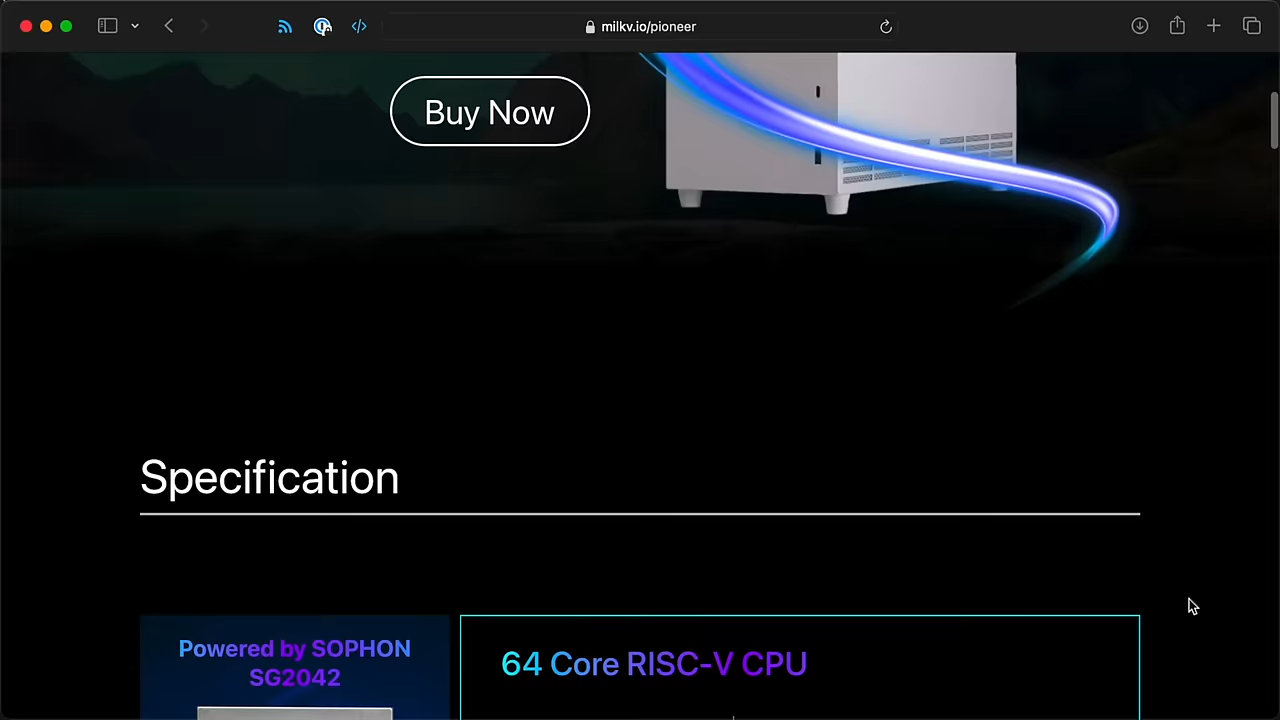 milkv.io/pioneer
Buy Now
Specification
Powered by SOPHON
SG2042
64 Core RISC-V CPU